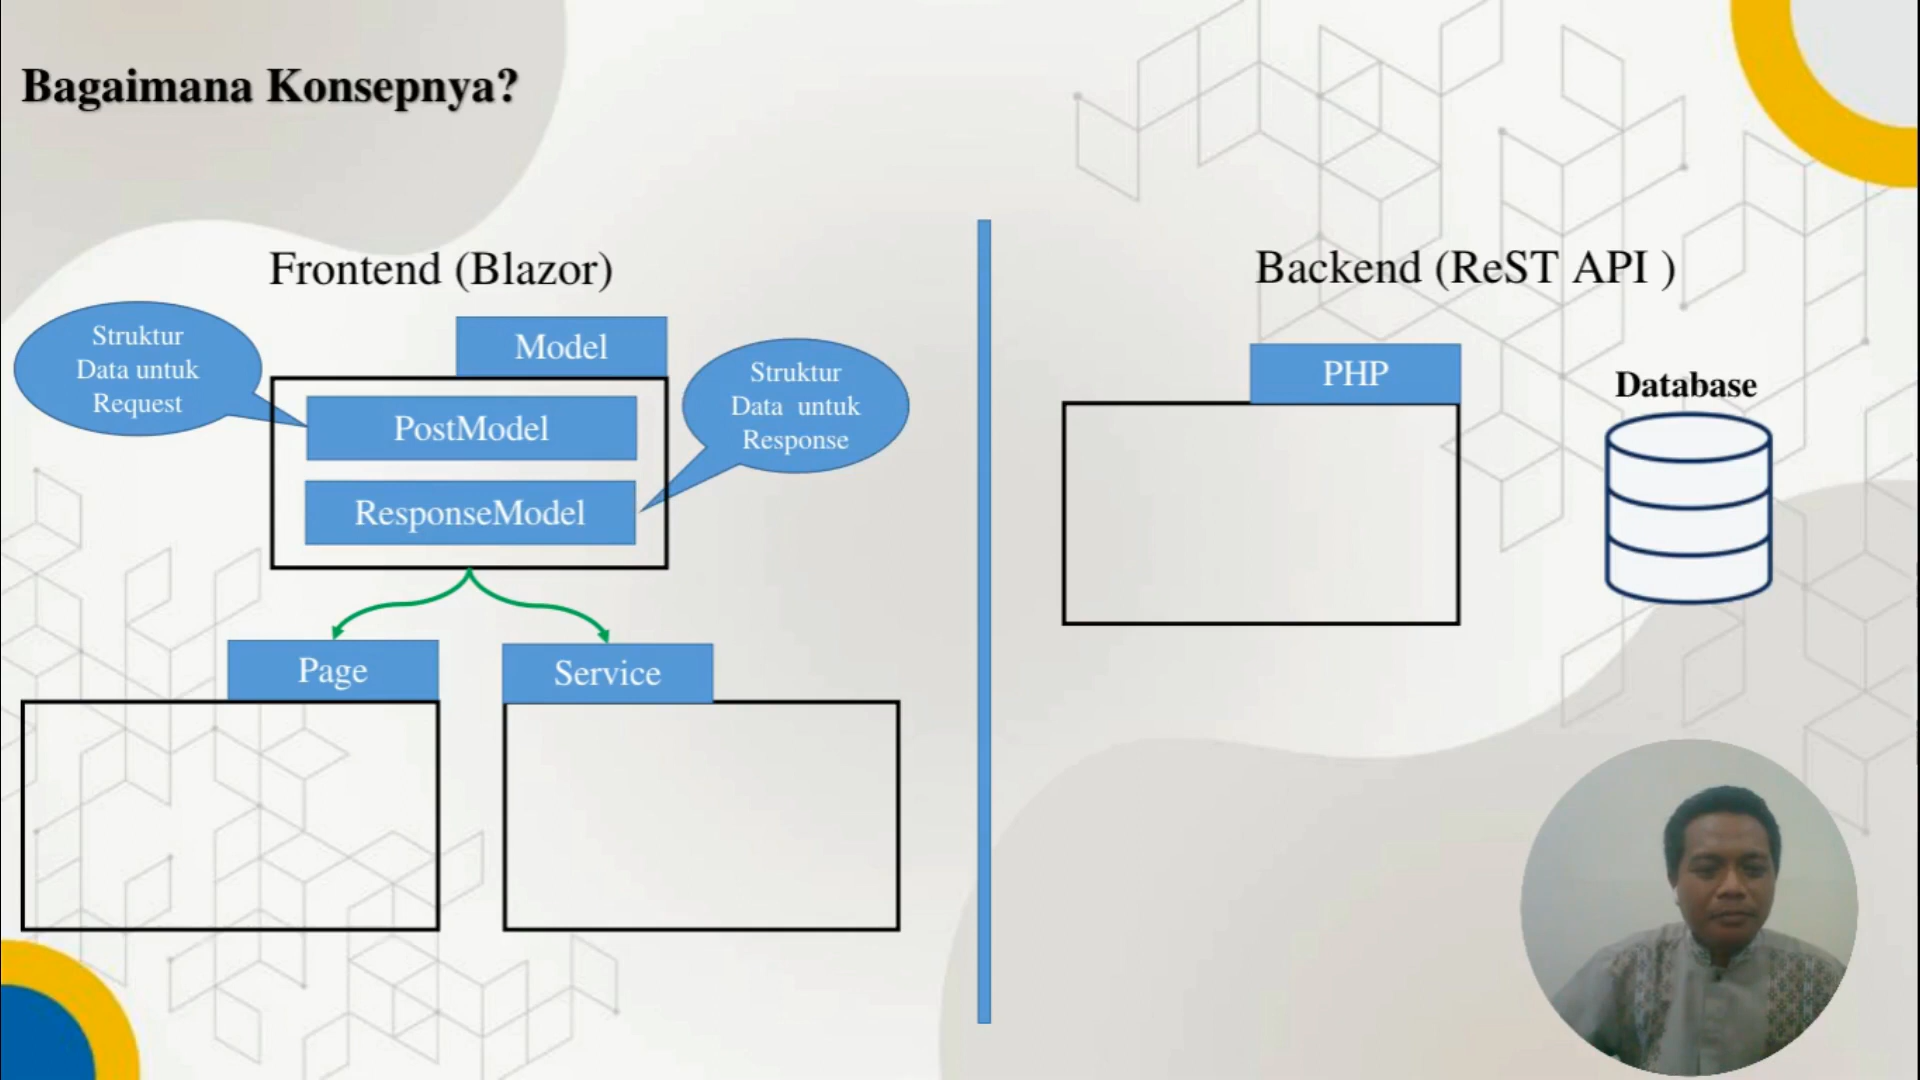 Bagaimana Konsepnya?
Frontend (Blazor)
Struktur
Data untuk
Request
Model
PostModel
ResponseModel
Struktur
Data untuk
Response
Page
Service
Backend (ReST API )
PHP
Database